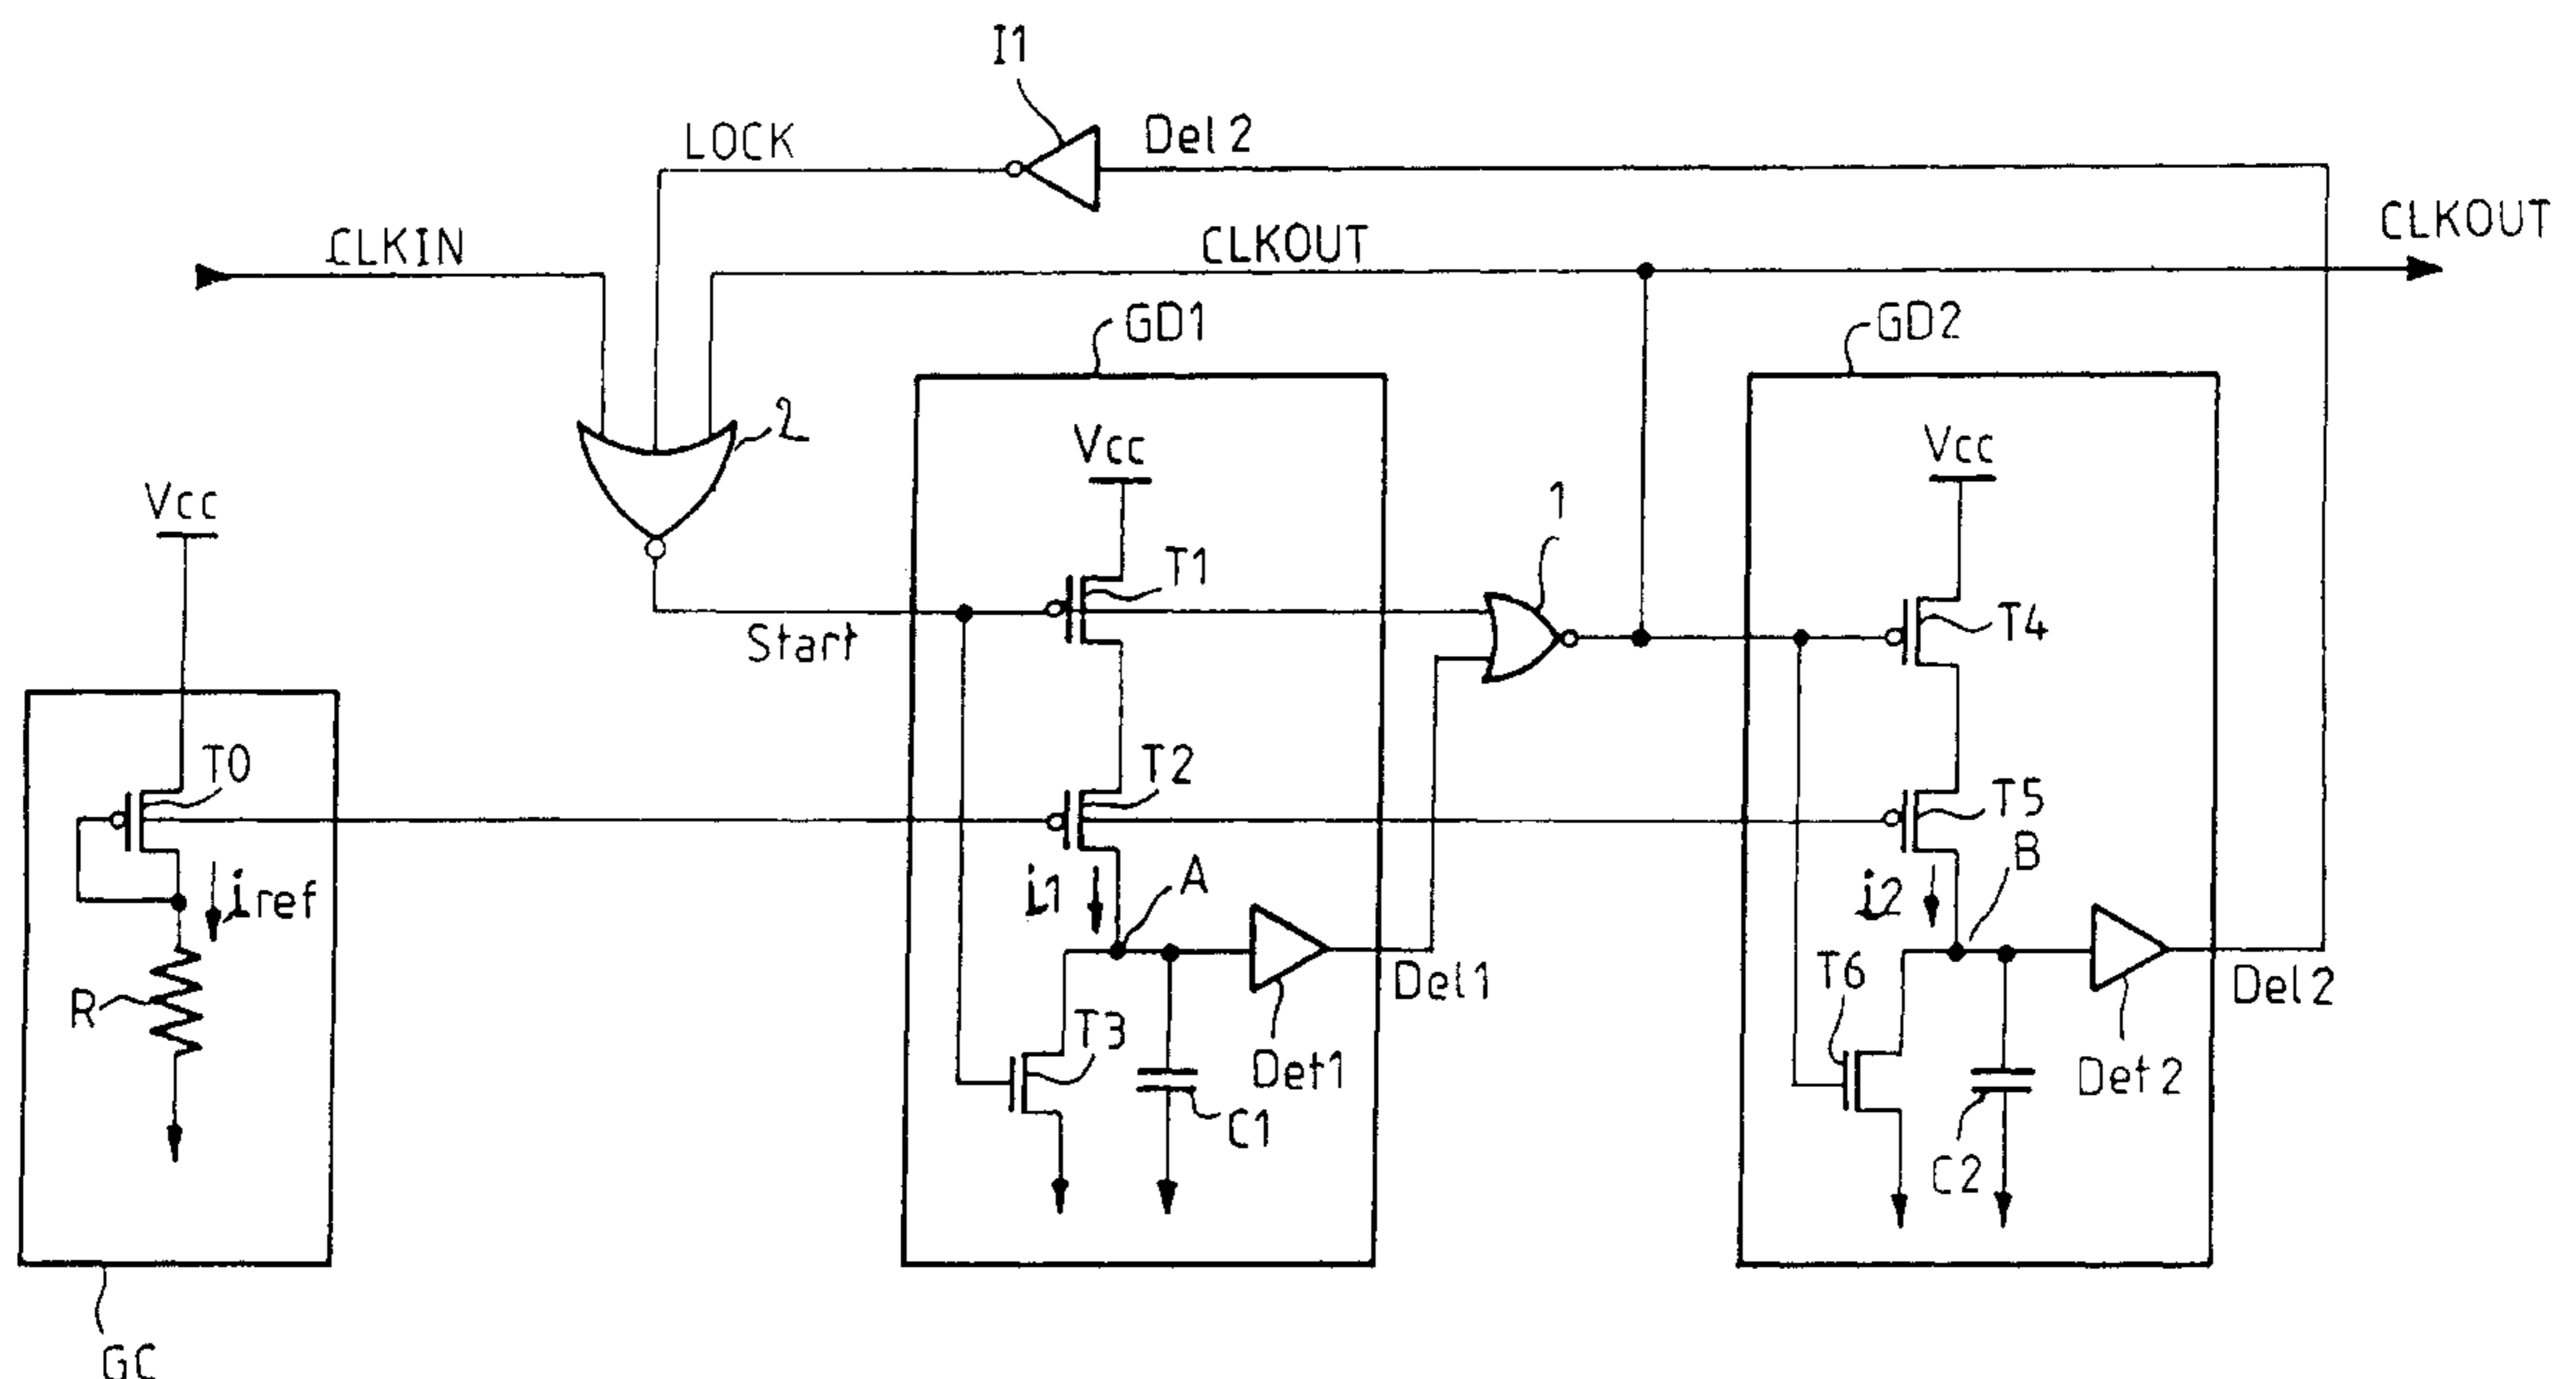 I1
LOCK
Del 2
CLKIN
CLKOUT
CLKOUT
GD1
GD2
2
Vcc
Vcc
Vcc
1
T1
T4
Start
T0
T2
T5
iref
i1
A
i2
B
R
Del1
T6
Del 2
T3
Det1
Det 2
C1
C2
GC